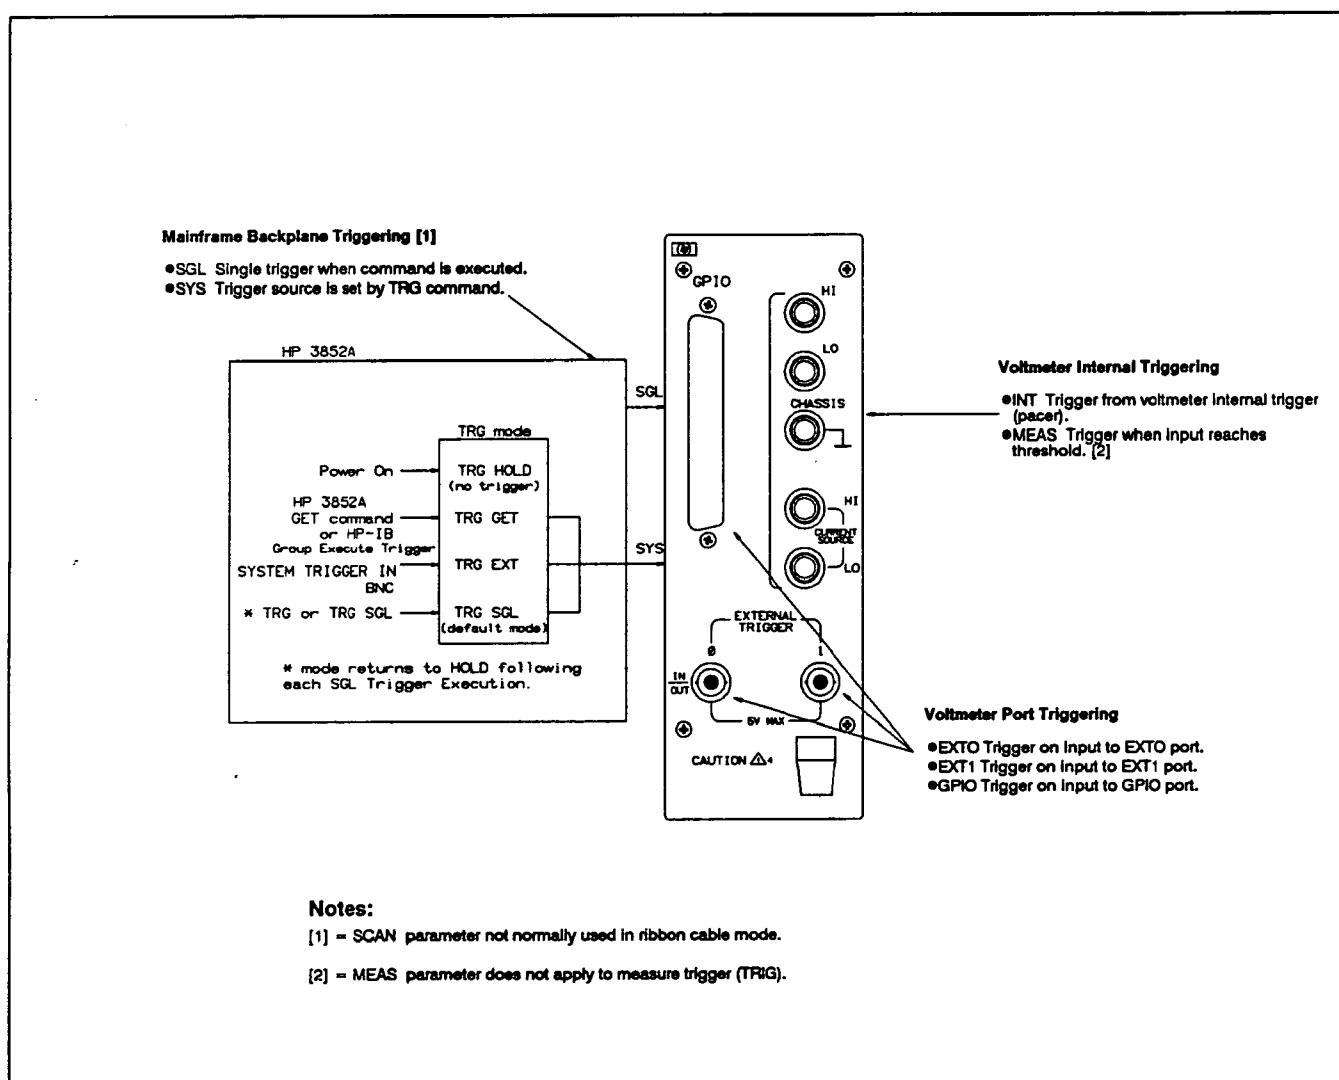 Mainframe Backplane Triggering [1]
●SGL Single trigger when command is executed.
●SYS Trigger source is set by TRG command.
HP 3852A
TRG mode
Power On
TRG HOLD
(no trigger)
HP 3852A
GET command
or HP-IB
Group Execute Trigger
TRG GET
SYSTEM TRIGGER IN
BNC
TRG EXT
* TRG or TRG SGL
TRG SGL
(default mode)
* mode returns to HOLD following
each SGL Trigger Execution.
SGL
SYS
hp
GPIO
HI
LO
CHASSIS
HI
CURRENT
SOURCE
LO
EXTERNAL
TRIGGER
0
1
IN
OUT
5V MAX
CAUTION ⚠4
Voltmeter Internal Triggering
●INT Trigger from voltmeter internal trigger
(pacer).
●MEAS Trigger when input reaches
threshold. [2]
Voltmeter Port Triggering
●EXT0 Trigger on input to EXT0 port.
●EXT1 Trigger on input to EXT1 port.
●GPIO Trigger on input to GPIO port.
Notes:
[1] = SCAN parameter not normally used in ribbon cable mode.
[2] = MEAS parameter does not apply to measure trigger (TRIG).